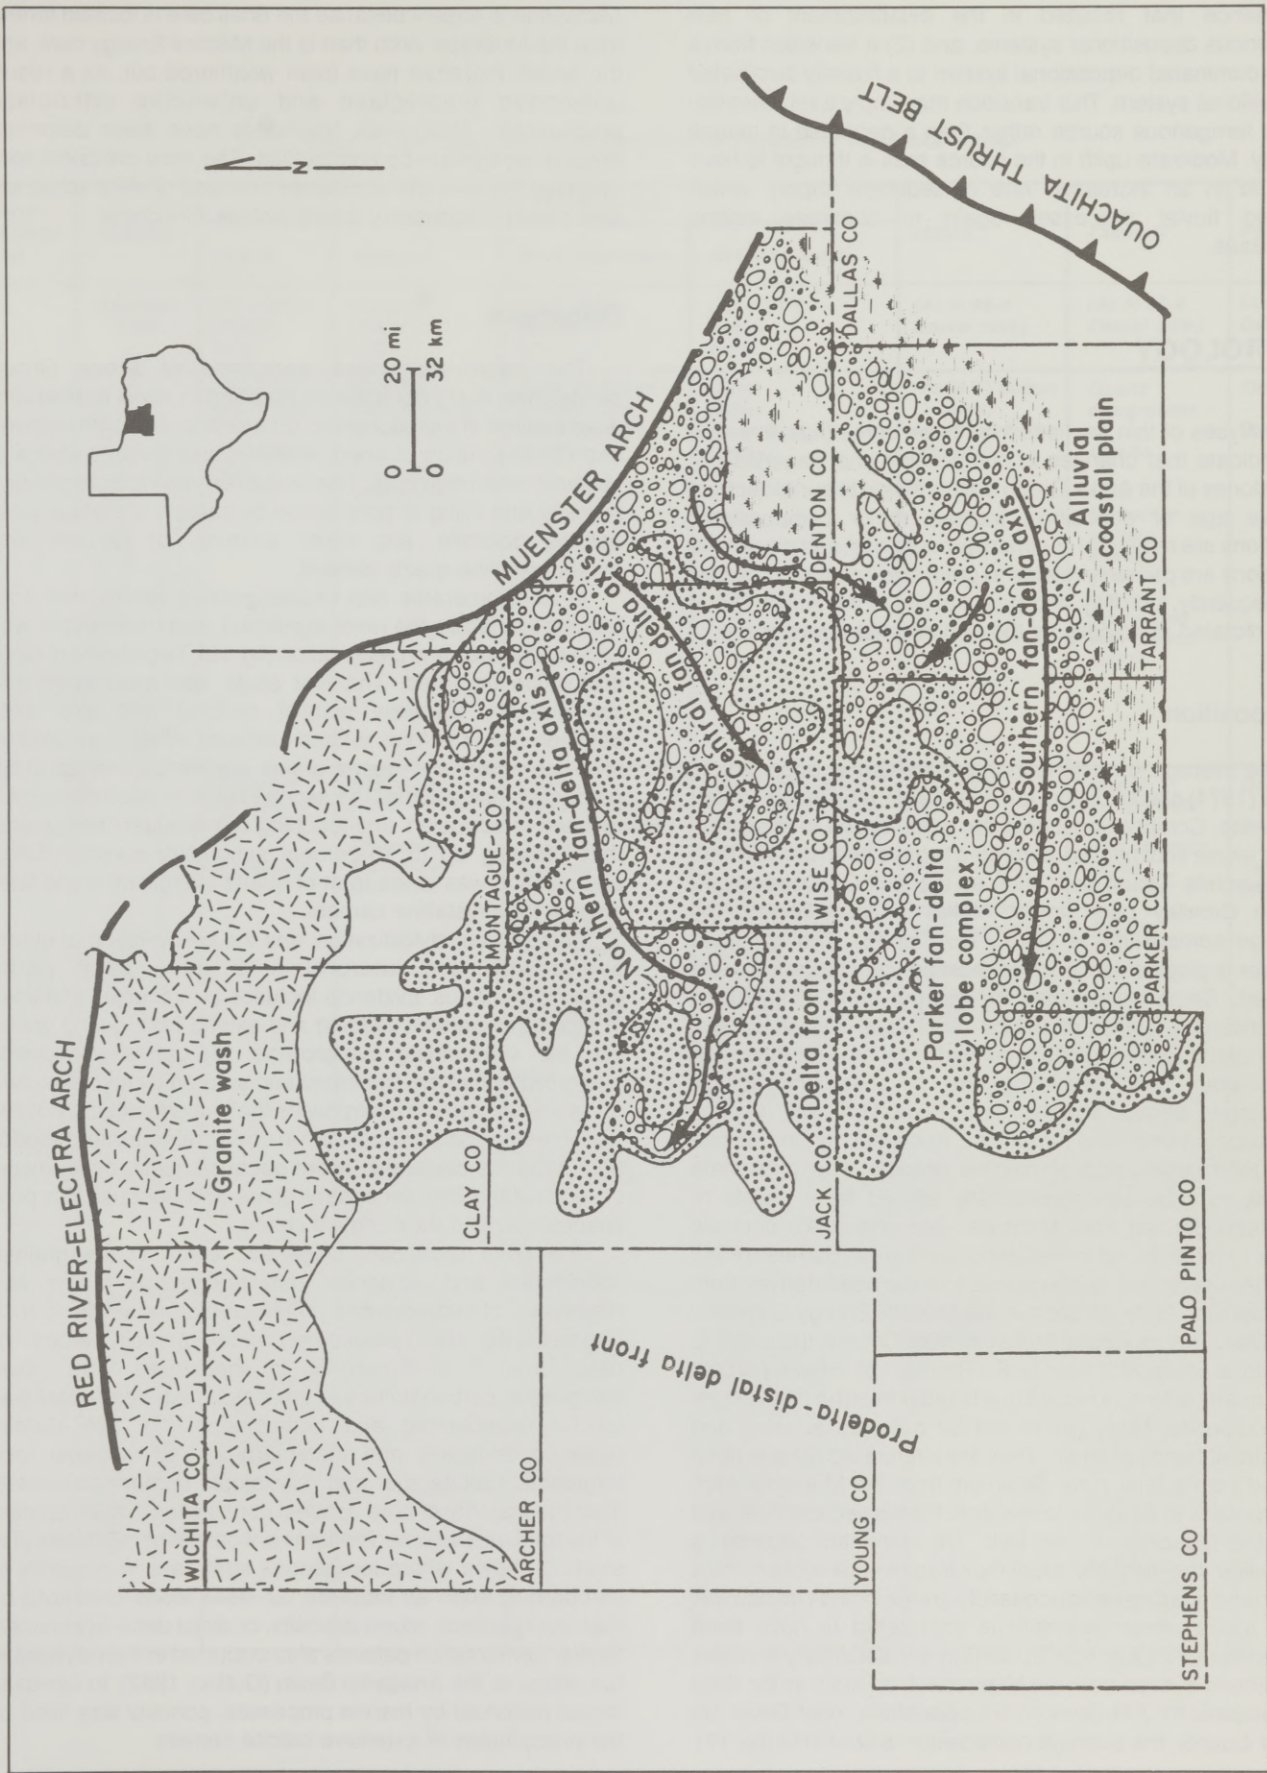 RED RIVER-ELECTRA ARCH
WICHITA CO
Granite wash
N
0 20 mi
0 32 km
MUENSTER ARCH
ARCHER CO
CLAY CO
MONTAGUE CO
Northern fan-delta axis
Central fan delta axis
Prodelta - distal delta front
YOUNG CO
JACK CO
Delta front
WISE CO
DENTON CO
DALLAS CO
OUACHITA THRUST BELT
Parker fan-delta
lobe complex
Southern fan-delta axis
Alluvial
coastal plain
STEPHENS CO
PALO PINTO CO
PARKER CO
TARRANT CO